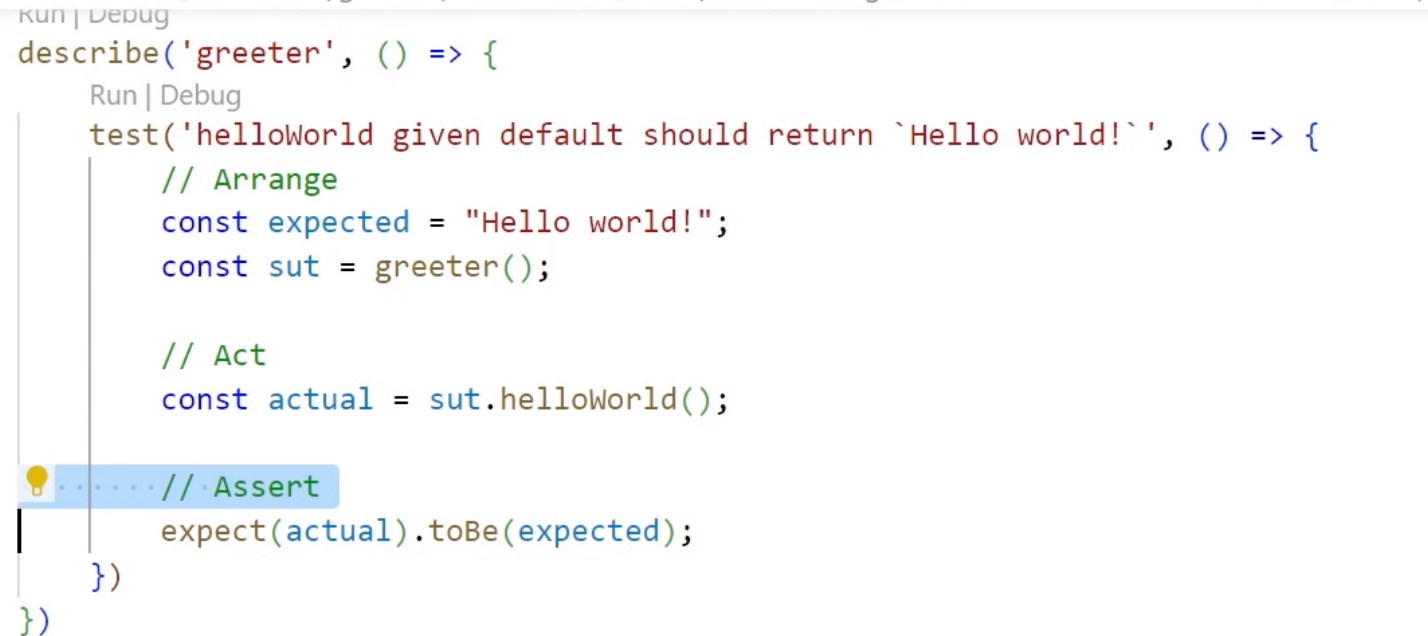 Run | Debug
describe('greeter', () => {
Run | Debug
test('helloWorld given default should return `Hello world!`', () => {
// Arrange
const expected = "Hello world!";
const sut = greeter();
// Act
const actual = sut.helloWorld();
// Assert
expect(actual).toBe(expected);
})
})